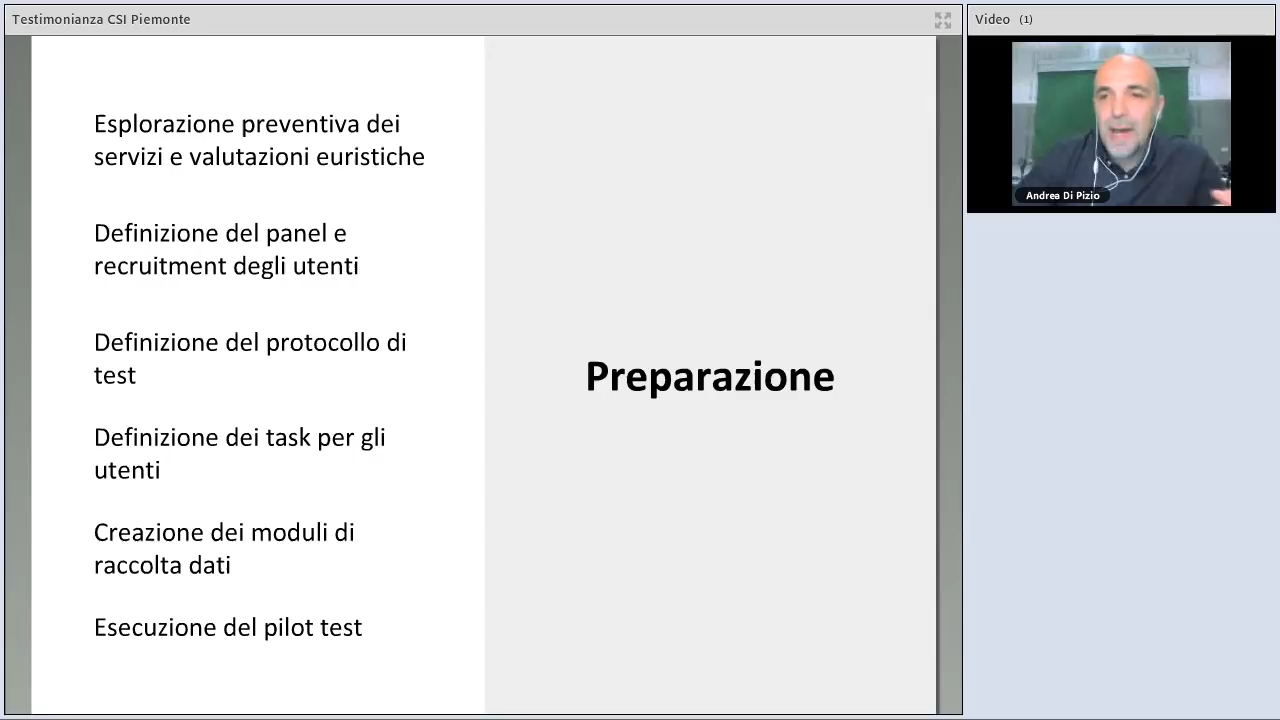 Testimonianza CSI Piemonte
Video (1)
Andrea Di Pizio
Esplorazione preventiva dei
servizi e valutazioni euristiche
Definizione del panel e
recruitment degli utenti
Definizione del protocollo di
test
Definizione dei task per gli
utenti
Creazione dei moduli di
raccolta dati
Esecuzione del pilot test
Preparazione